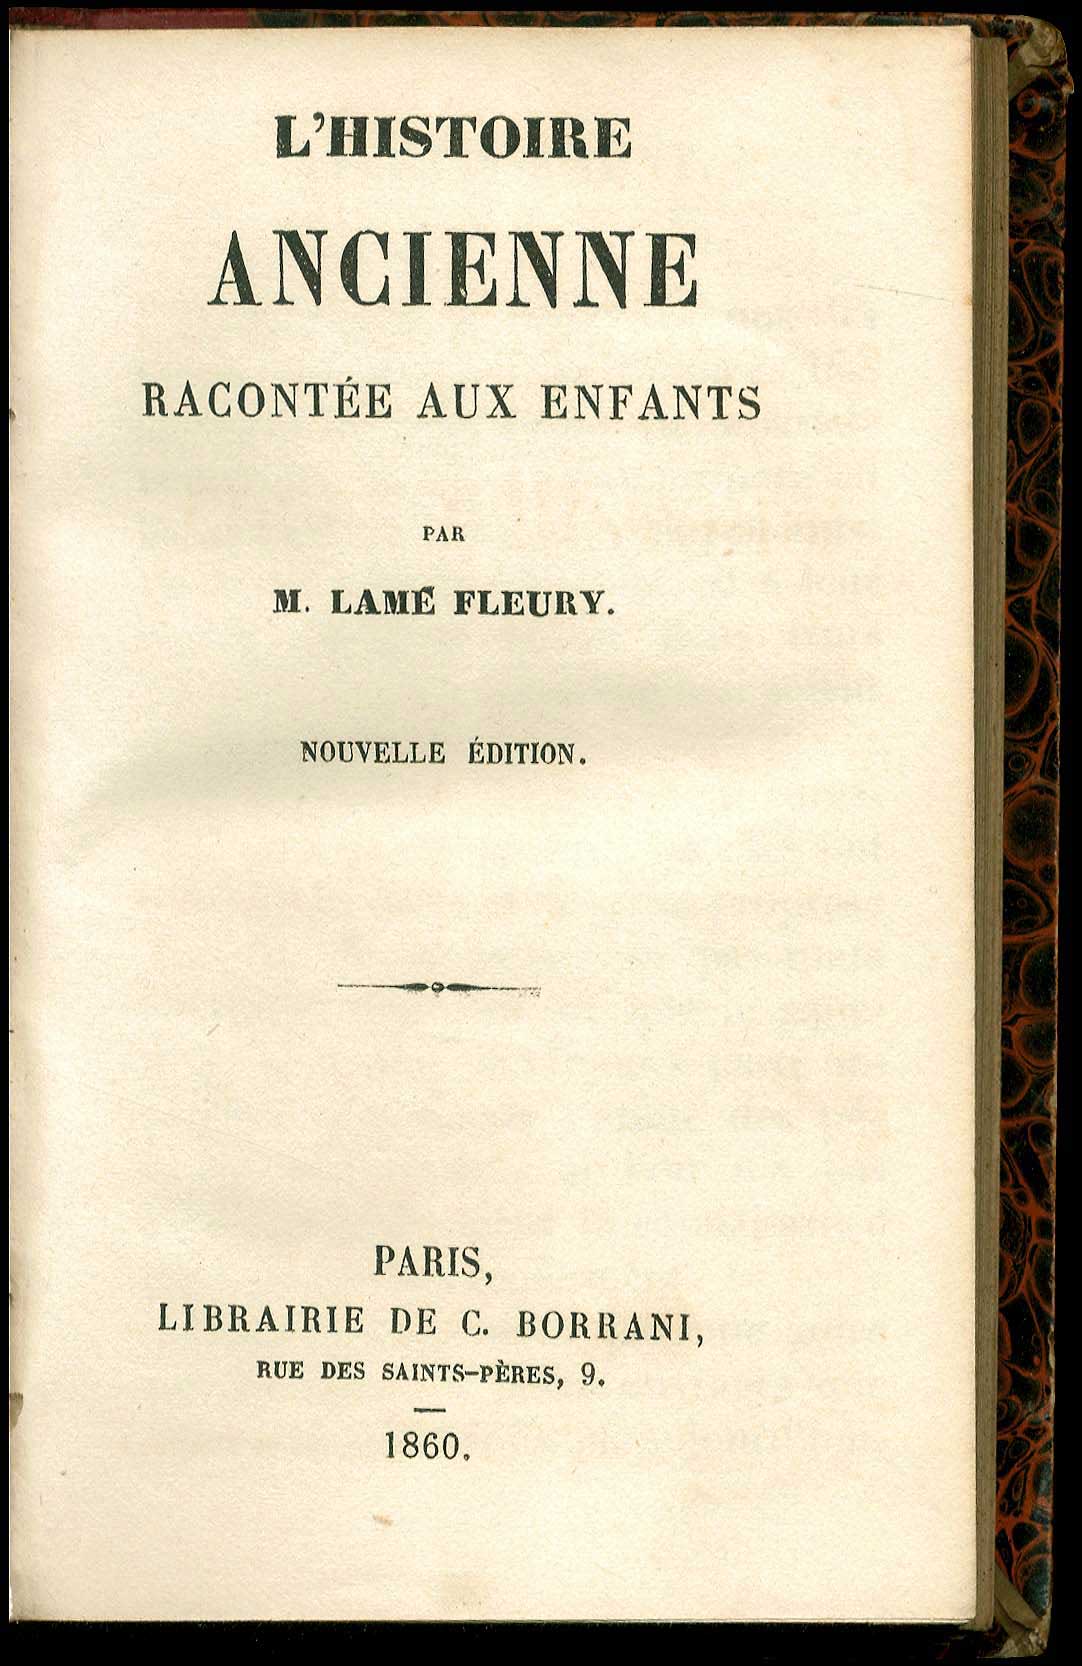 L'HISTOIRE
ANCIENNE
RACONTÉE AUX ENFANTS
PAR
M. LAMÉ FLEURY.
NOUVELLE ÉDITION.
PARIS,
LIBRAIRIE DE C. BORRANI,
RUE DES SAINTS-PÈRES, 9.
1860.